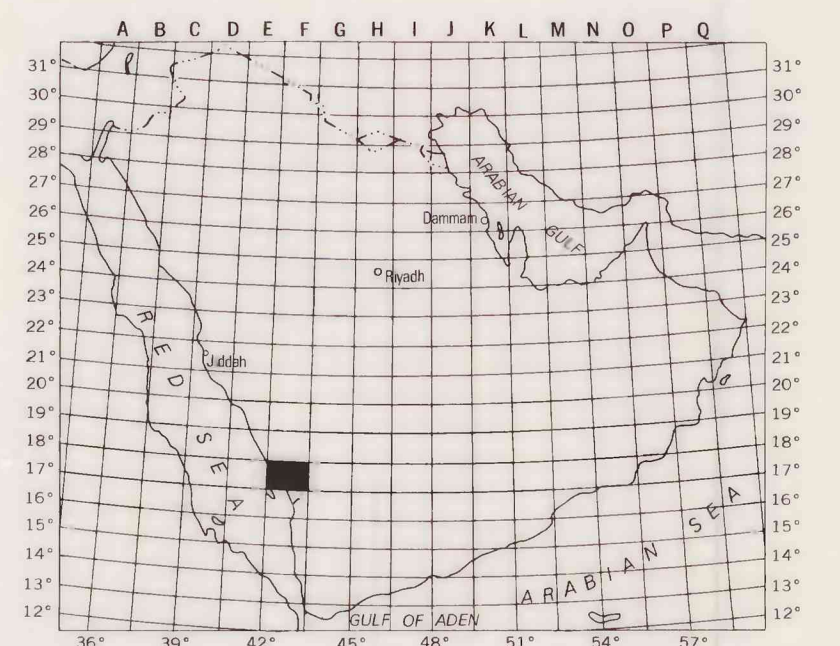 A B C D E F G H I J K L M N O P Q
31° 31°
30° 30°
29° 29°
28° 28°
27° 27°
26° 26°
25° 25°
24° 24°
23° 23°
22° 22°
21° 21°
20° 20°
19° 19°
18° 18°
17° 17°
16° 16°
15° 15°
14° 14°
13° 13°
12° 12°
ARABIAN
GULF
Dammam
Riyadh
Jiddah
RED
SEA
ARABIAN SEA
GULF OF ADEN
36° 39° 42° 45° 48° 51° 54° 57°